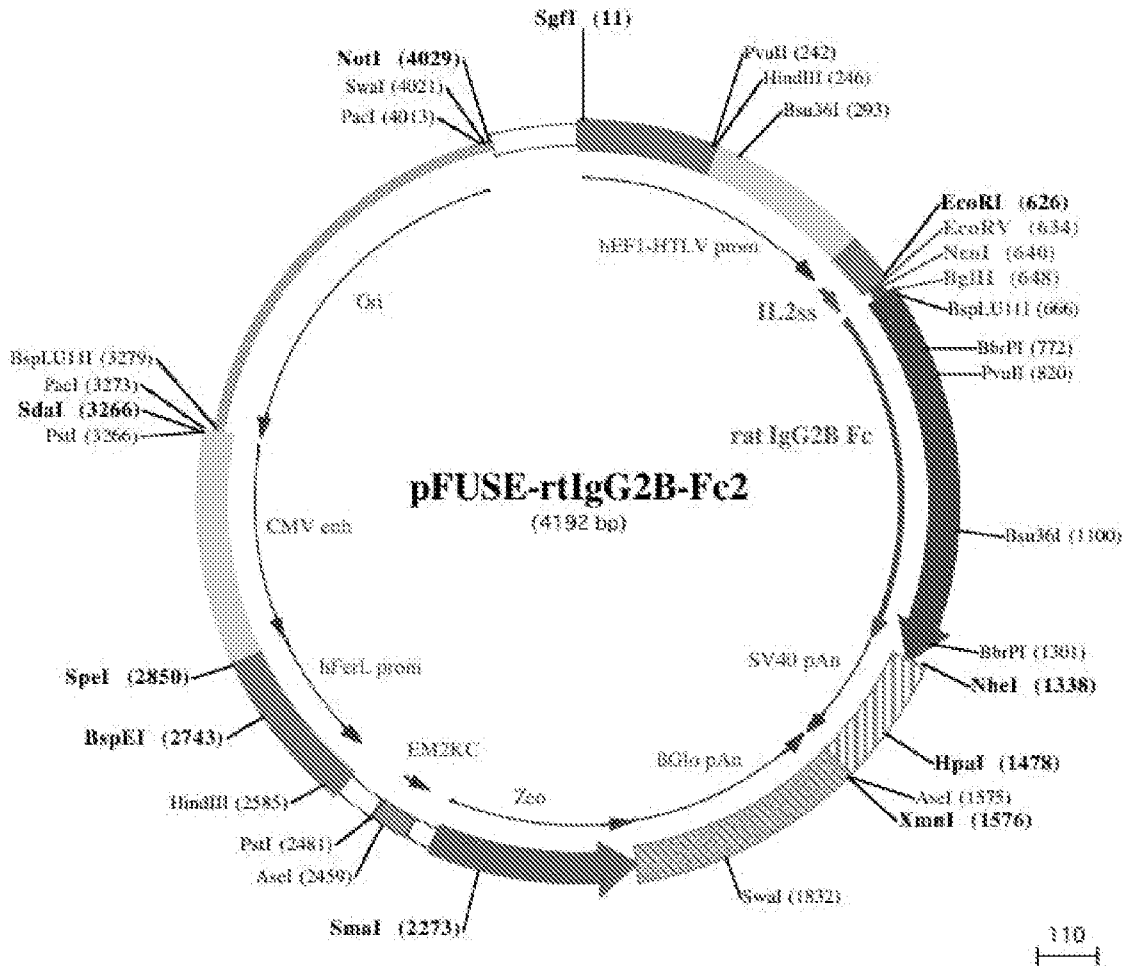 SgfI (11)
NotI (4029)
SwaI (4021)
PacI (4013)
PvuII (242)
HindIII (246)
Bsu36I (293)
EcoRI (626)
EcoRV (634)
NcoI (640)
BglII (648)
BspLU11I (666)
BbrPI (772)
PvuII (820)
hEF1-HTLV prom
IL2ss
Ori
BspLU11I (3279)
PacI (3273)
SdaI (3266)
PstI (3266)
rat IgG2B Fc
pFUSE-rtIgG2B-Fc2
(4192 bp)
CMV enh
Bsu36I (1100)
SV40 pAn
BbrPI (1301)
NheI (1338)
hFerL prom
SpeI (2850)
BspEI (2743)
HpaI (1478)
EM2KC
BGlo pAn
Zeo
HindIII (2585)
AseI (1575)
XmnI (1576)
PstI (2481)
AseI (2459)
SwaI (1832)
SmaI (2273)
110